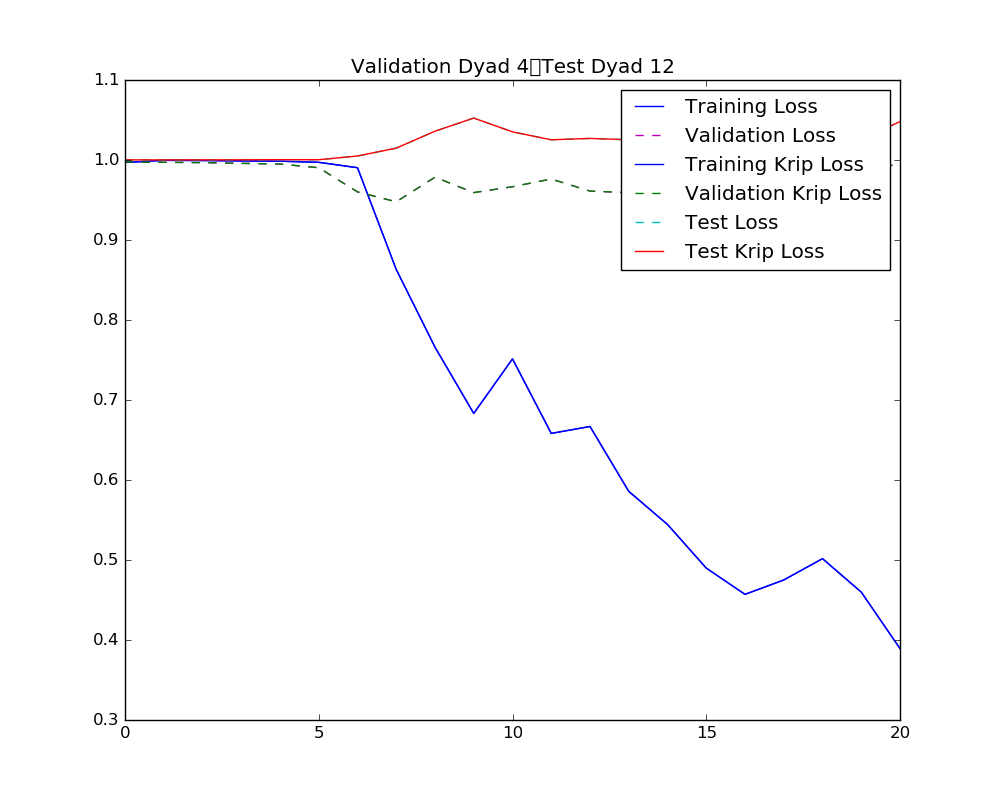 Validation Dyad 4▯Test Dyad 12
1.1
1.0
0.9
0.8
0.7
0.6
0.5
0.4
0.3
0 5 10 15 20
Training Loss
Validation Loss
Training Krip Loss
Validation Krip Loss
Test Loss
Test Krip Loss